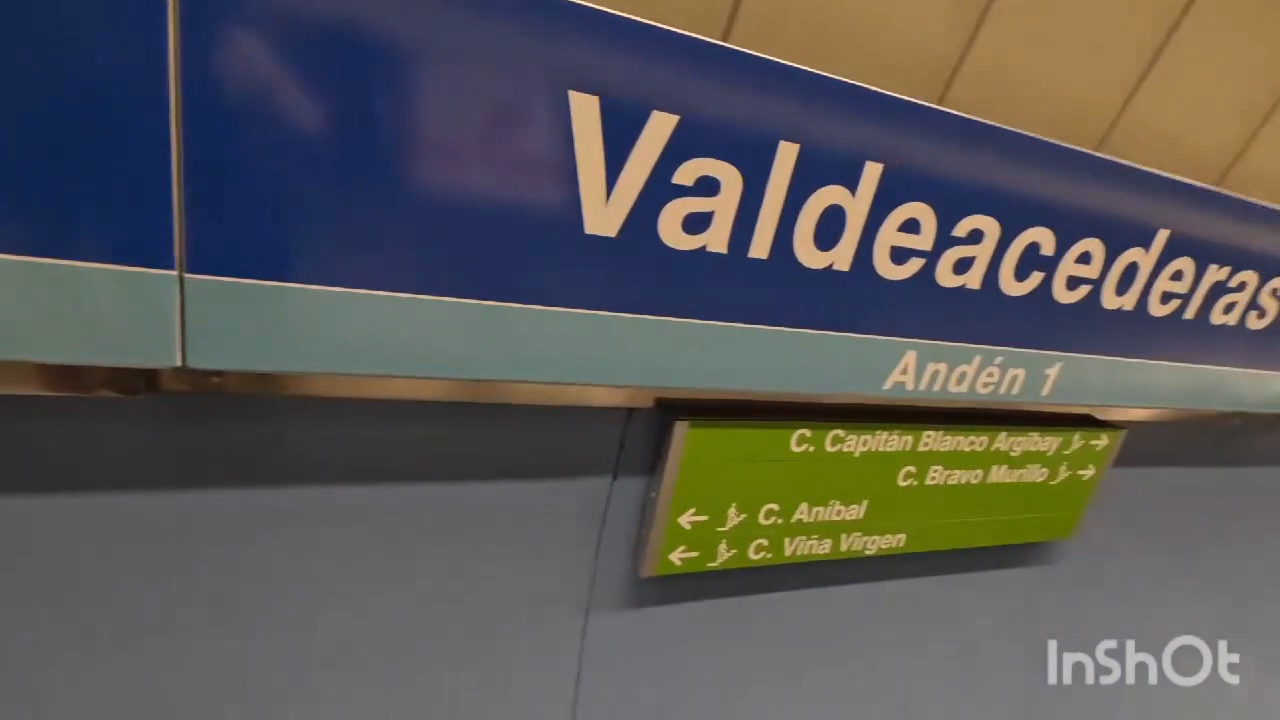 Valdeacederas
Andén 1
C. Capitán Blanco Argibay →
C. Bravo Murillo →
← C. Aníbal
← C. Viña Virgen
InShOt